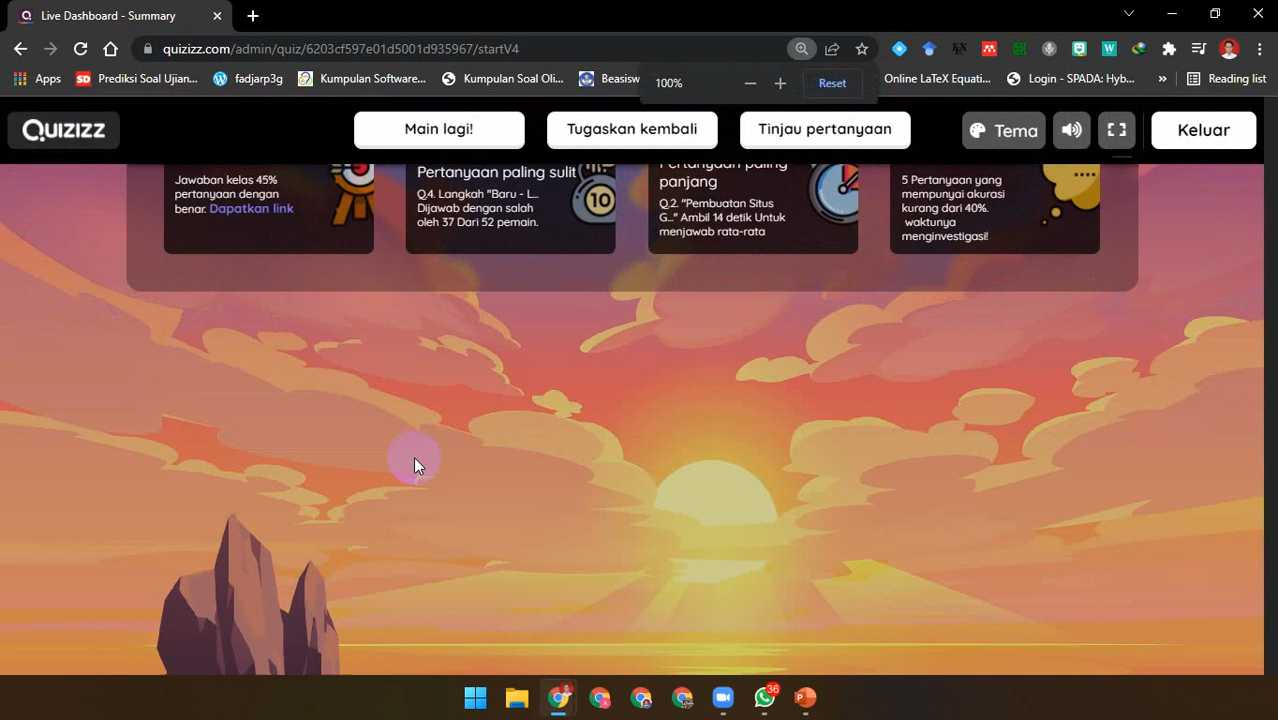 Live Dashboard - Summary
quizizz.com/admin/quiz/6203cf597e01d5001d935967/startV4
Apps
Prediksi Soal Ujian...
fadjarp3g
Kumpulan Software...
Kumpulan Soal Oli...
Beasisw
Online LaTeX Equati...
Login - SPADA: Hyb...
»
Reading list
100%
Reset
QUIZIZZ
Main lagi!
Tugaskan kembali
Tinjau pertanyaan
Tema
Keluar
Jawaban kelas 45%
pertanyaan dengan
benar. Dapatkan link
Pertanyaan paling sulit
Q.4. Langkah "Baru - L...
Dijawab dengan salah
oleh 37 Dari 52 pemain.
10
Pertanyaan paling
panjang
Q.2. "Pembuatan Situs
G..." Ambil 14 detik Untuk
menjawab rata-rata
5 Pertanyaan yang
mempunyai akurasi
kurang dari 40%.
waktunya
menginvestigasi!
36